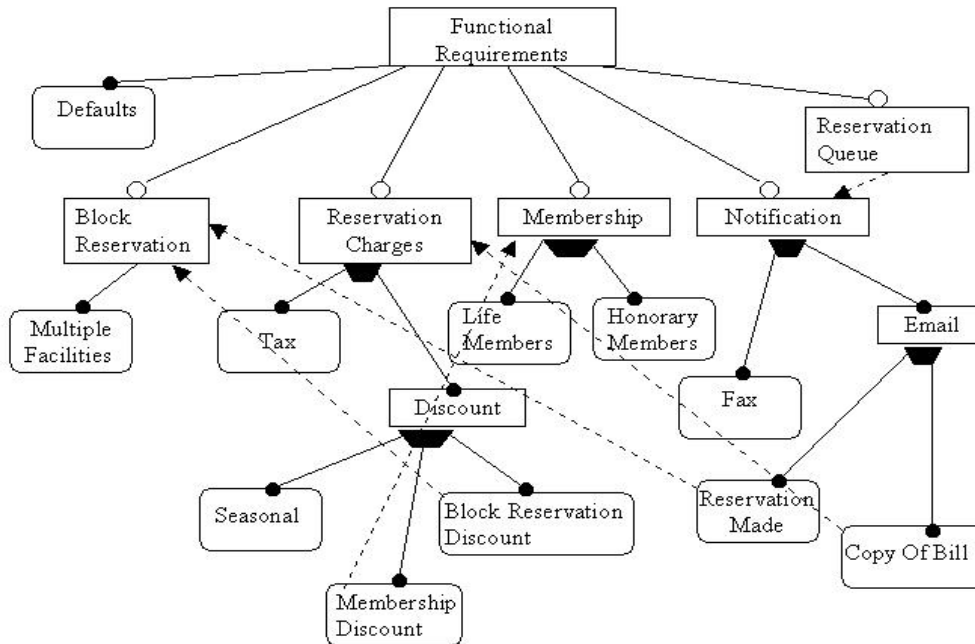 Functional
Requirements
Defaults
Reservation
Queue
Block
Reservation
Reservation
Charges
Membership
Notification
Multiple
Facilities
Tax
Life
Members
Honorary
Members
Email
Discount
Fax
Seasonal
Block Reservation
Discount
Reservation
Made
Copy Of Bill
Membership
Discount